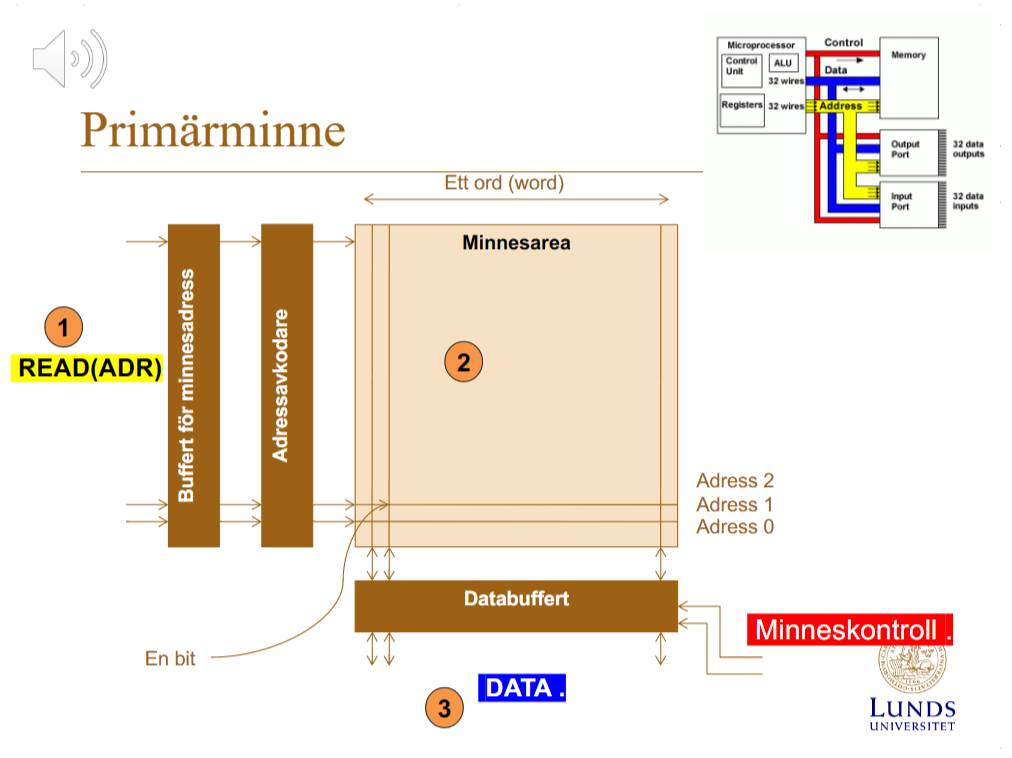 Primärminne
Microprocessor
Control
Unit
ALU
32 wires
Registers
32 wires
Control
Data
Address
Memory
Output
Port
32 data
outputs
Input
Port
32 data
inputs
Ett ord (word)
Minnesarea
1
READ(ADR)
Buffert för minnesadress
Adressavkodare
2
Adress 2
Adress 1
Adress 0
Databuffert
Minneskontroll .
En bit
DATA .
3
LUNDS
UNIVERSITET